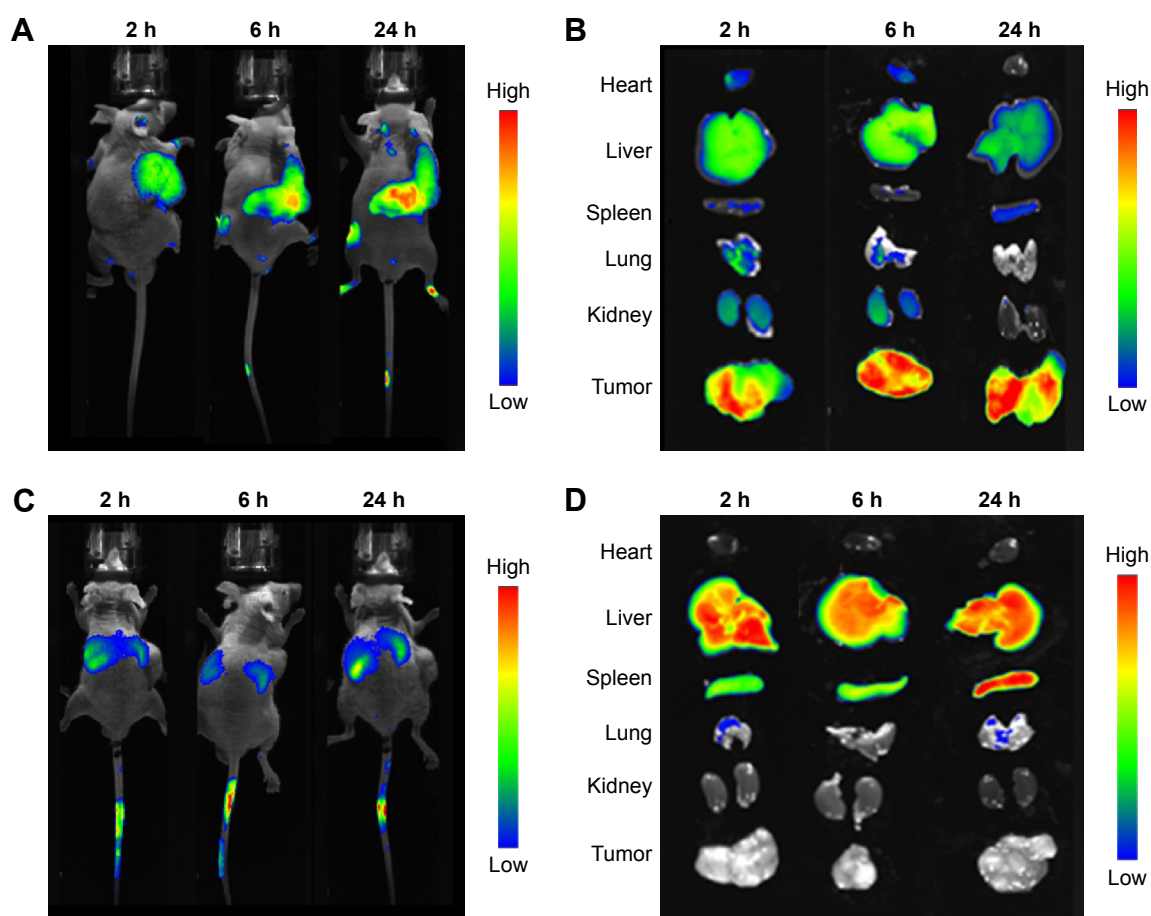 A
2 h 6 h 24 h
High
Low
B
2 h 6 h 24 h
Heart
Liver
Spleen
Lung
Kidney
Tumor
High
Low
C
2 h 6 h 24 h
High
Low
D
2 h 6 h 24 h
Heart
Liver
Spleen
Lung
Kidney
Tumor
High
Low